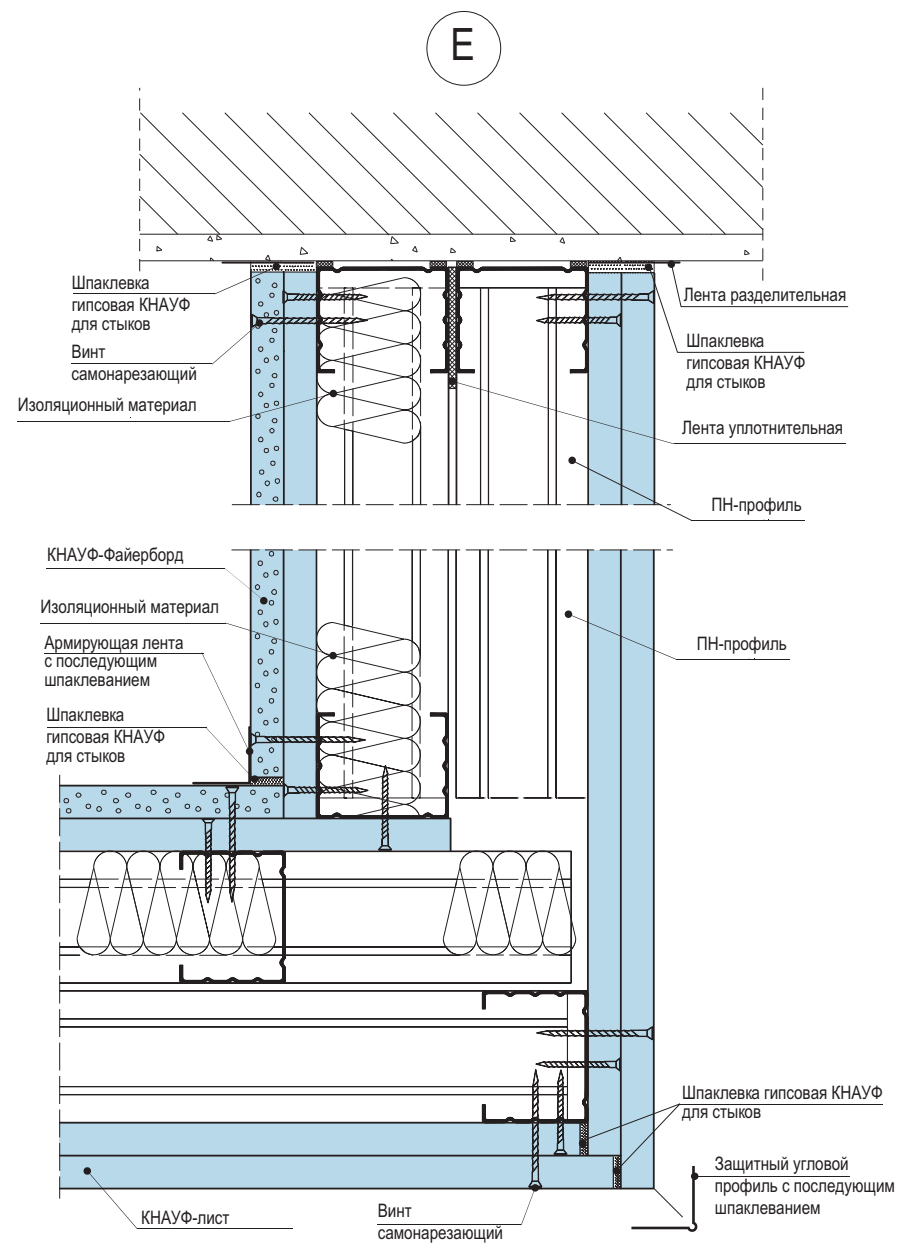 E
Шпаклевка
гипсовая КНАУФ
для стыков
Винт
самонарезающий
Изоляционный материал
Лента разделительная
Шпаклевка
гипсовая КНАУФ
для стыков
Лента уплотнительная
ПН-профиль
КНАУФ-Файерборд
Изоляционный материал
Армирующая лента
с последующим
шпаклеванием
Шпаклевка
гипсовая КНАУФ
для стыков
ПН-профиль
Шпаклевка гипсовая КНАУФ
для стыков
Защитный угловой
профиль с последующим
шпаклеванием
КНАУФ-лист
Винт
самонарезающий